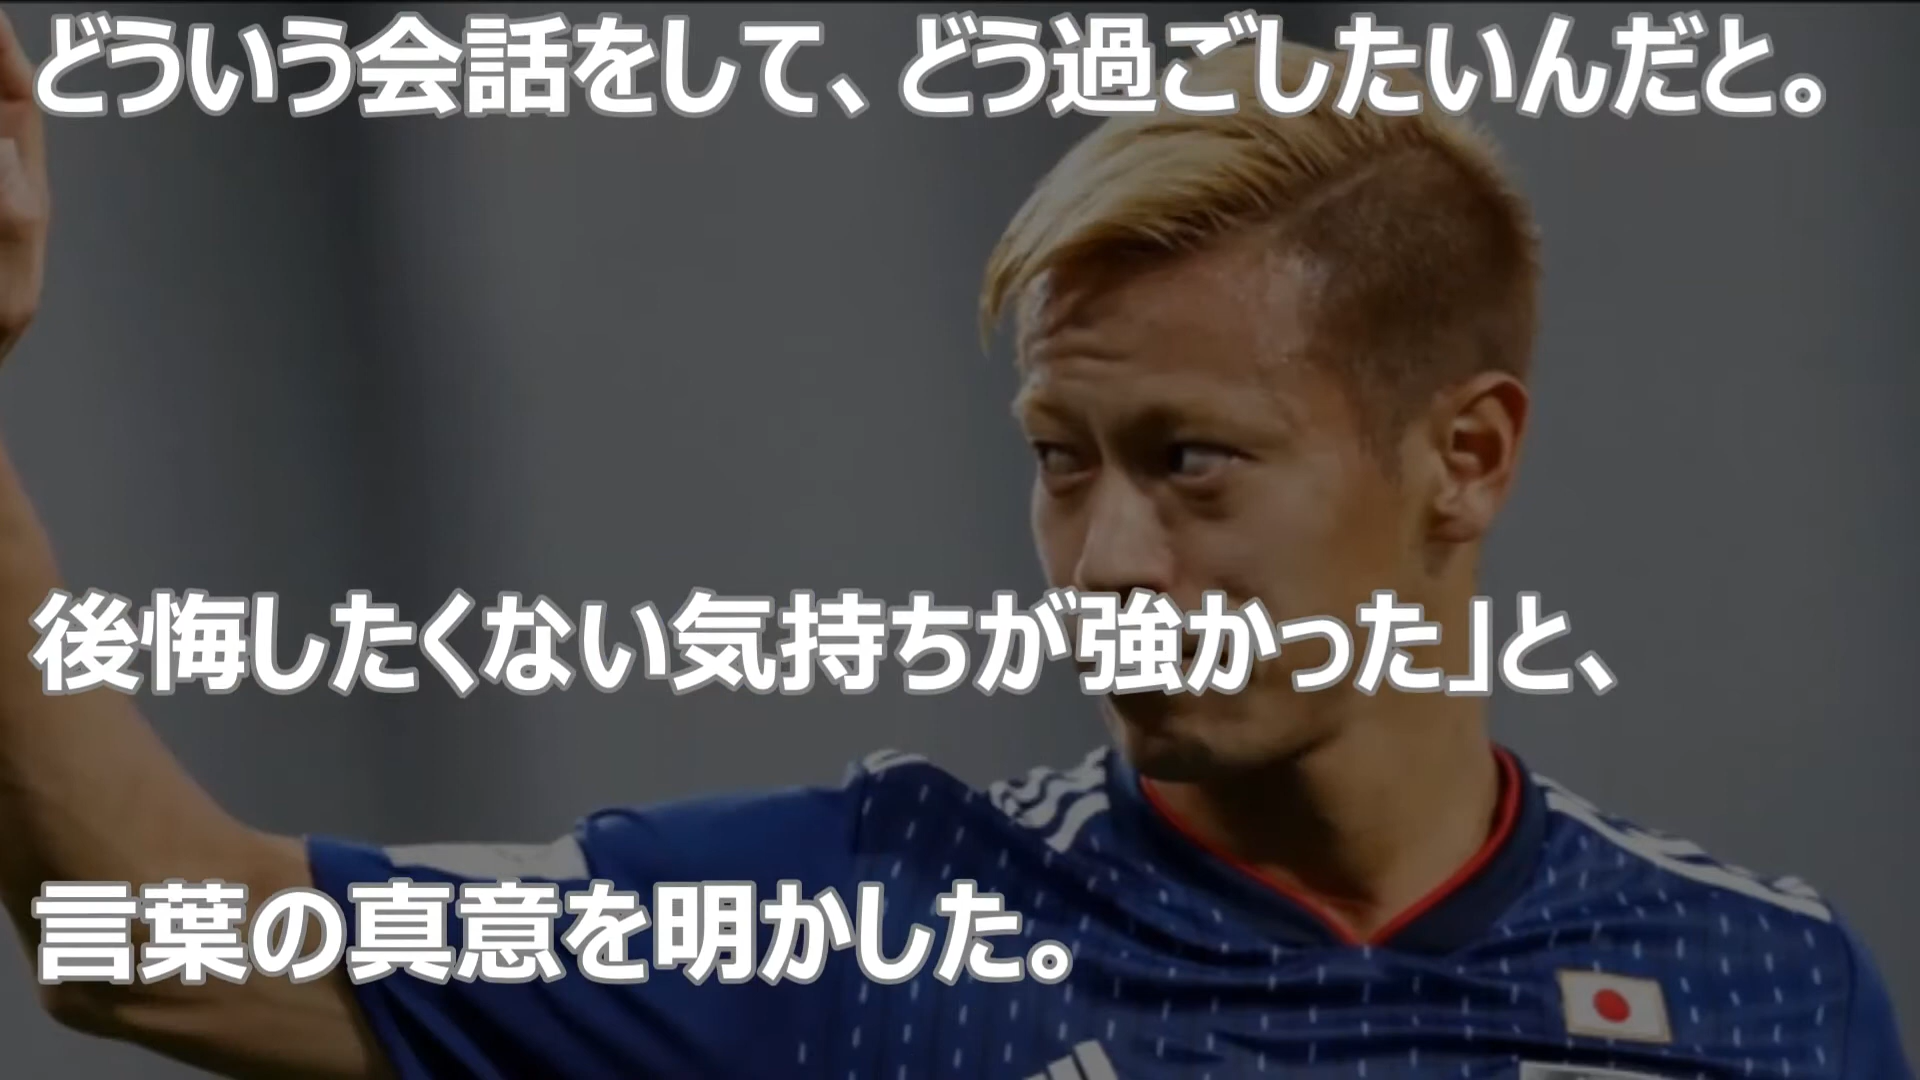 どういう会話をして、どう過ごしたいんだと。
後悔したくない気持ちが強かった」と、
言葉の真意を明かした。